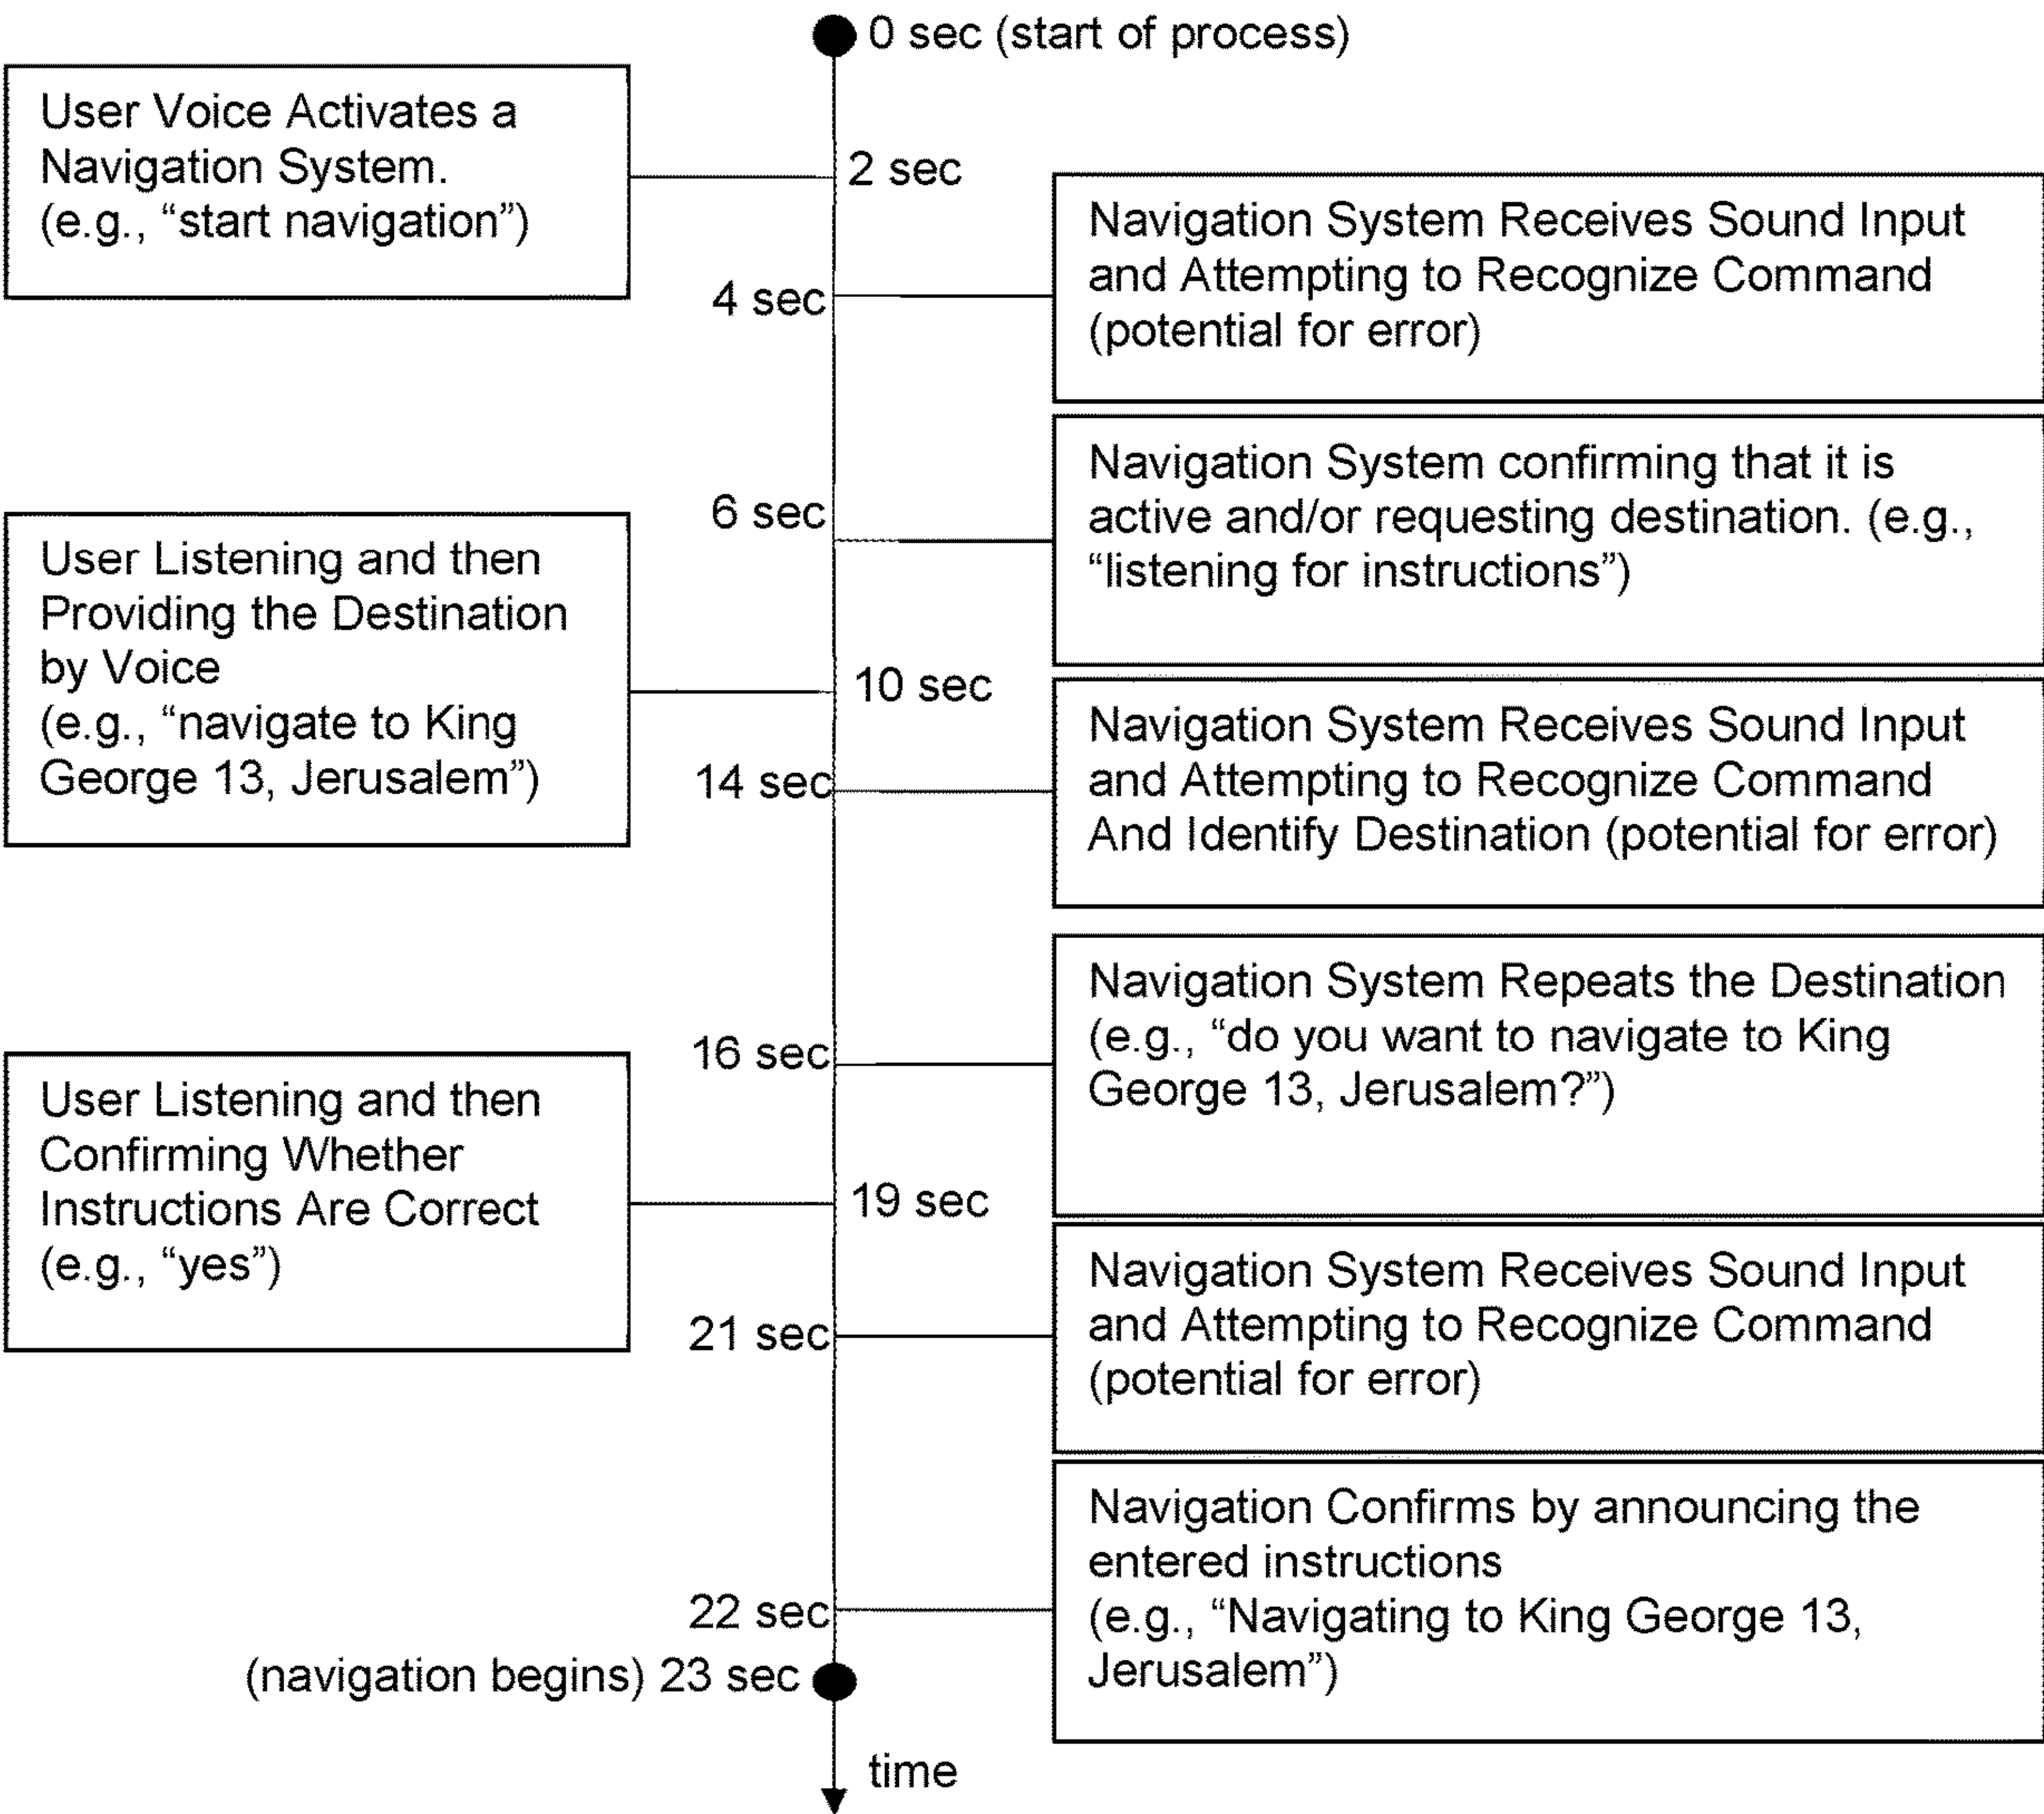 0 sec (start of process)
User Voice Activates a
Navigation System.
(e.g., “start navigation”)
2 sec
Navigation System Receives Sound Input
and Attempting to Recognize Command
(potential for error)
4 sec
Navigation System confirming that it is
active and/or requesting destination. (e.g.,
“listening for instructions”)
6 sec
User Listening and then
Providing the Destination
by Voice
(e.g., “navigate to King
George 13, Jerusalem”)
10 sec
Navigation System Receives Sound Input
and Attempting to Recognize Command
And Identify Destination (potential for error)
14 sec
Navigation System Repeats the Destination
(e.g., “do you want to navigate to King
George 13, Jerusalem?”)
16 sec
User Listening and then
Confirming Whether
Instructions Are Correct
(e.g., “yes”)
19 sec
Navigation System Receives Sound Input
and Attempting to Recognize Command
(potential for error)
21 sec
Navigation Confirms by announcing the
entered instructions
(e.g., “Navigating to King George 13,
Jerusalem”)
22 sec
(navigation begins) 23 sec
time